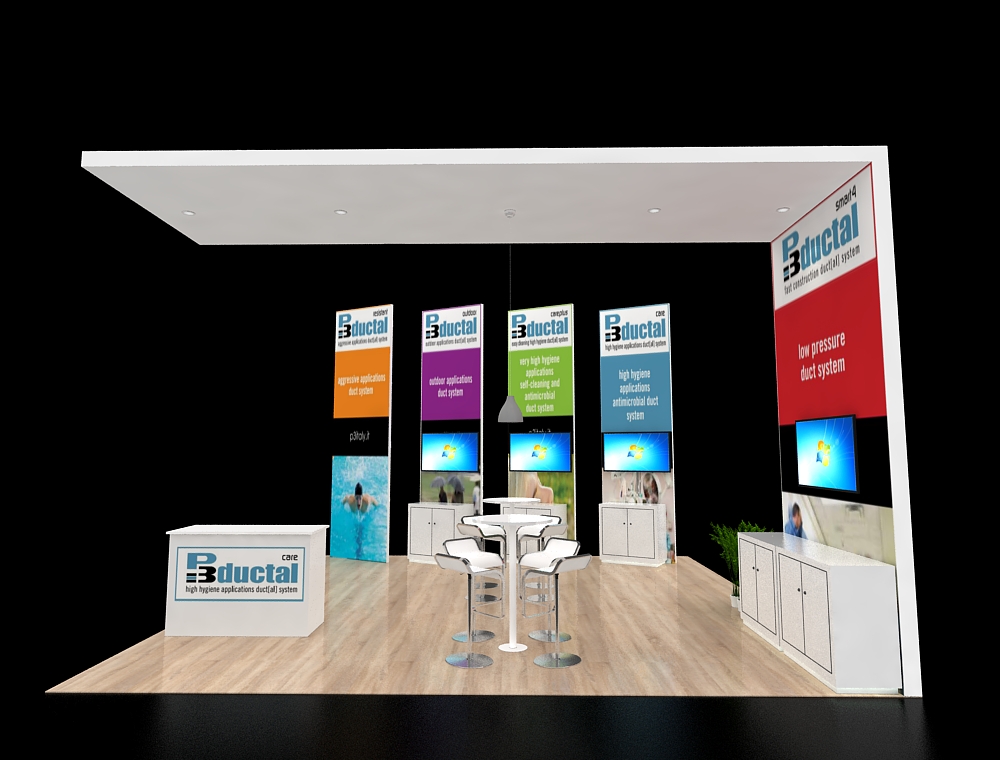 resistant
P3ductal
aggressive applications duct[al] system
aggressive applications
duct system
p3italy.it
outdoor
P3ductal
outdoor applications duct[al] system
outdoor applications
duct system
careplus
P3ductal
easy cleaning high hygiene duct[al] system
very high hygiene
applications
self-cleaning and
antimicrobial
duct system
care
P3ductal
high hygiene applications duct[al] system
high hygiene
applications
antimicrobial duct
system
smart4
P3ductal
fast construction duct[al] system
low pressure
duct system
care
P3ductal
high hygiene applications duct[al] system